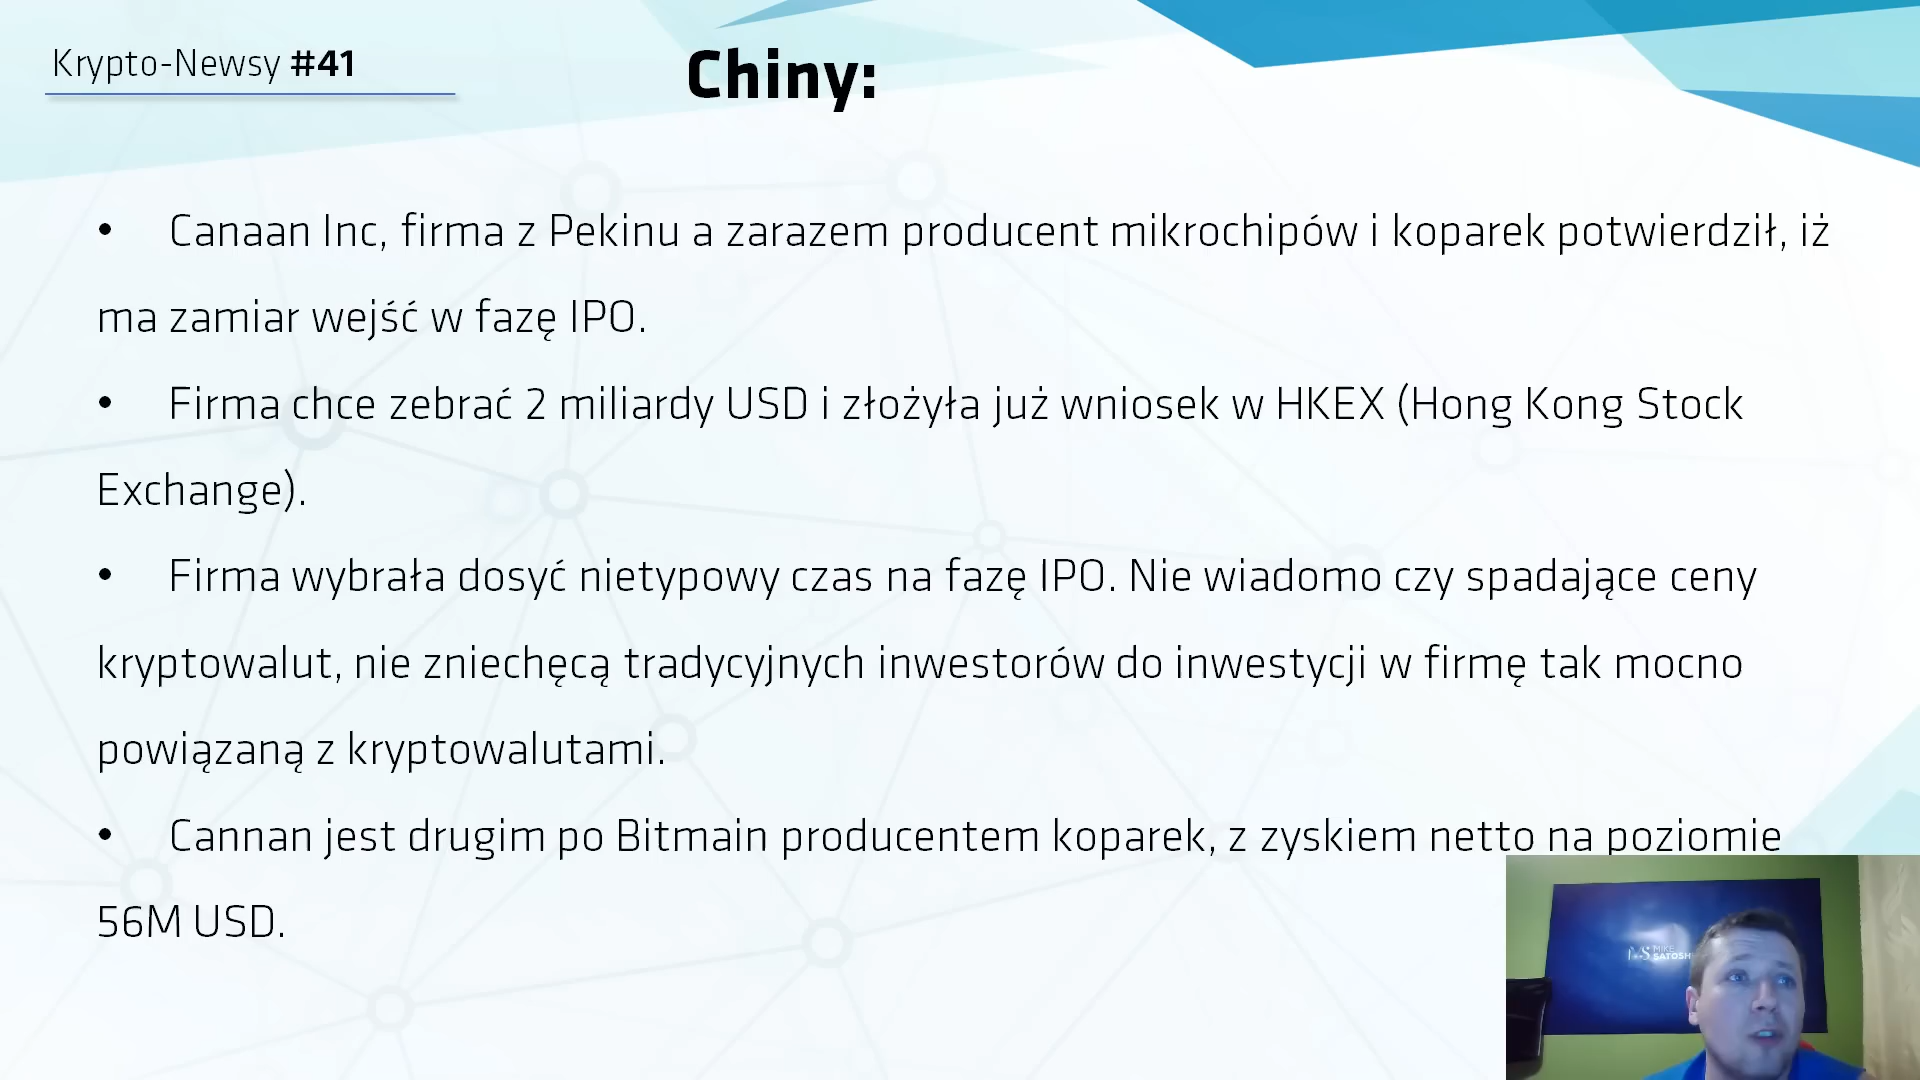 Krypto-Newsy #41
Chiny:
• Canaan Inc, firma z Pekinu a zarazem producent mikrochipów i koparek potwierdził, iż
ma zamiar wejść w fazę IPO.
• Firma chce zebrać 2 miliardy USD i złożyła już wniosek w HKEX (Hong Kong Stock
Exchange).
• Firma wybrała dosyć nietypowy czas na fazę IPO. Nie wiadomo czy spadające ceny
kryptowalut, nie zniechęcą tradycyjnych inwestorów do inwestycji w firmę tak mocno
powiązaną z kryptowalutami.
• Cannan jest drugim po Bitmain producentem koparek, z zyskiem netto na poziomie
56M USD.
MIKE
SATOSHI